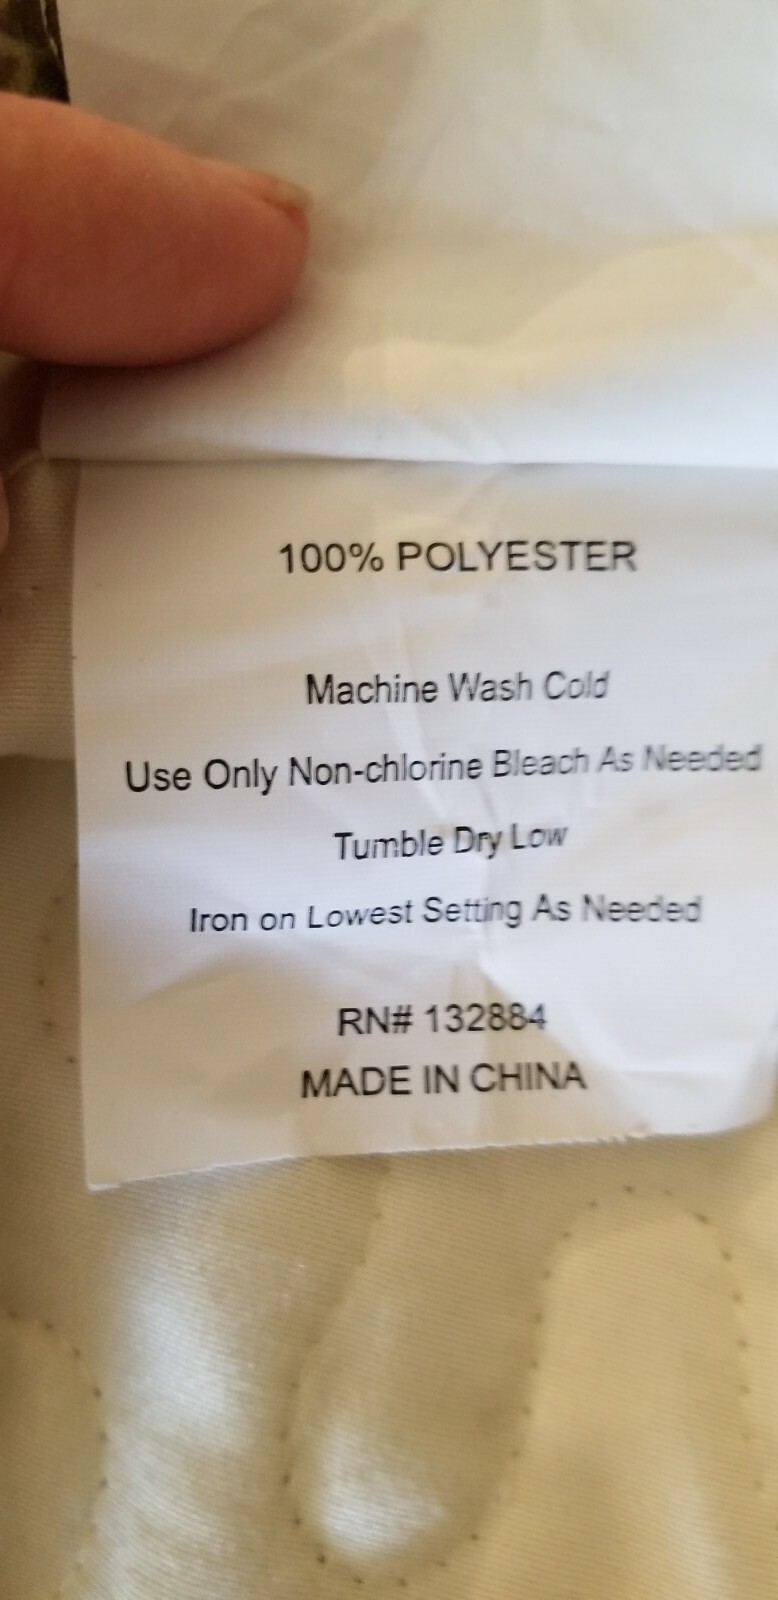 100% POLYESTER
Machine Wash Cold
Use Only Non-chlorine Bleach As Needed
Tumble Dry Low
Iron on Lowest Setting As Needed
RN# 132884
MADE IN CHINA